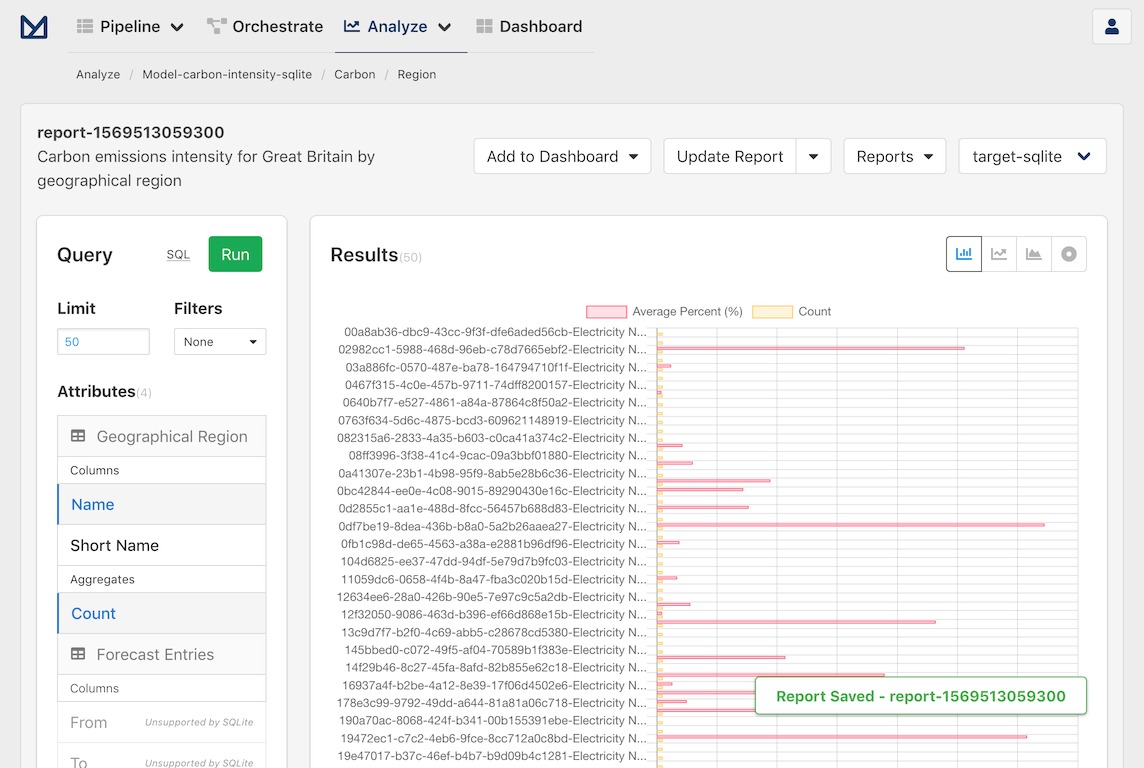 Pipeline Orchestrate Analyze Dashboard
Analyze / Model-carbon-intensity-sqlite / Carbon / Region
report-1569513059300
Carbon emissions intensity for Great Britain by
geographical region
Add to Dashboard
Update Report
Reports
target-sqlite
Query
SQL
Run
Limit
Filters
50
None
Attributes(4)
Geographical Region
Columns
Name
Short Name
Aggregates
Count
Forecast Entries
Columns
From
Unsupported by SQLite
To
Unsupported by SQLite
Results(50)
Average Percent (%)
Count
00a8ab36-dbc9-43cc-9f3f-dfe6aded56cb-Electricity N...
02982cc1-5988-468d-96eb-c78d7665ebf2-Electricity N...
03a886fc-0570-487e-ba78-164794710f1f-Electricity N...
0467f315-4c0e-457b-9711-74dff8200157-Electricity N...
0640b7f7-e527-4861-a84a-87864c8f50a2-Electricity N...
0763f634-5d6c-4875-bcd3-609621148919-Electricity N...
082315a6-2833-4a35-b603-c0ca41a374c2-Electricity N...
08ff3996-3f38-41c4-9cac-09a3bbf01880-Electricity N...
0a41307e-23b1-4b98-95f9-8ab5e28b6c36-Electricity N...
0bc42844-ee0e-4c08-9015-89290430e16c-Electricity N...
0d2855c1-aa1e-488d-8fcc-56457b688d83-Electricity N...
0df7be19-8dea-436b-b8a0-5a2b26aaea27-Electricity N...
0fb1c98d-de65-4563-a38a-e2881b96df96-Electricity N...
104d6825-ee37-47dd-94df-5e79d7b9fc03-Electricity N...
11059dc6-0658-4f4b-8a47-fba3c020b15d-Electricity N...
12634ee6-28a0-426b-90e5-7e97c9c5a2db-Electricity N...
12f32050-9086-463d-b396-ef66d868e15b-Electricity N...
13c9d7f7-b2f0-4c69-abb5-c28678cd5380-Electricity N...
145bbed0-c072-49f5-af04-70589b1f383e-Electricity N...
14f29b46-8c27-45fa-8afd-82b855e62c18-Electricity N...
16937a4f-b2be-4a12-8e39-17f06d4502e6-Electricity N...
178e3c99-9792-49dd-a644-81a81a06c718-Electricity N...
190a70ac-8068-424f-b341-00b155391ebe-Electricity N...
19472ec1-c7c2-4eb6-9fce-8cc712a0c8bd-Electricity N...
19e47017-b37c-46ef-b4b7-b9d09b4c1281-Electricity N...
Report Saved - report-1569513059300